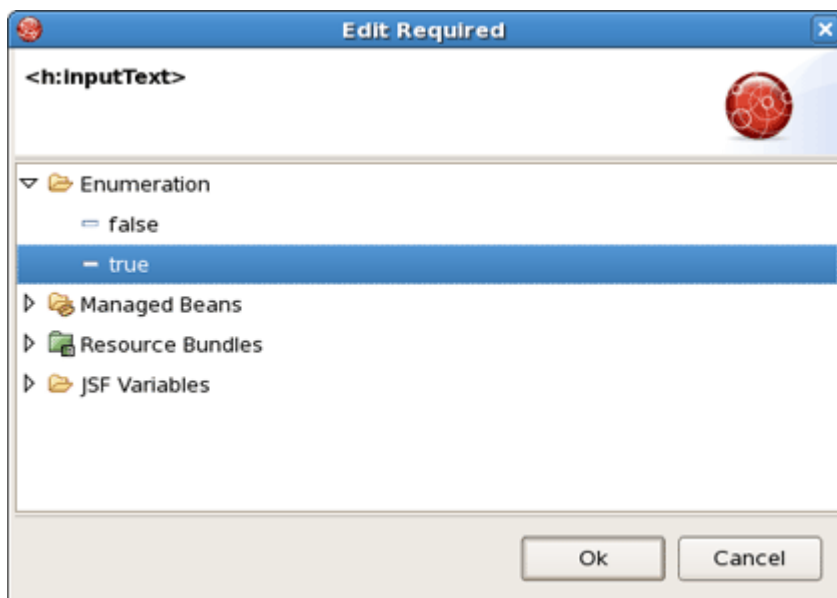 Edit Required
<h:inputText>
Enumeration
false
true
Managed Beans
Resource Bundles
JSF Variables
Ok
Cancel